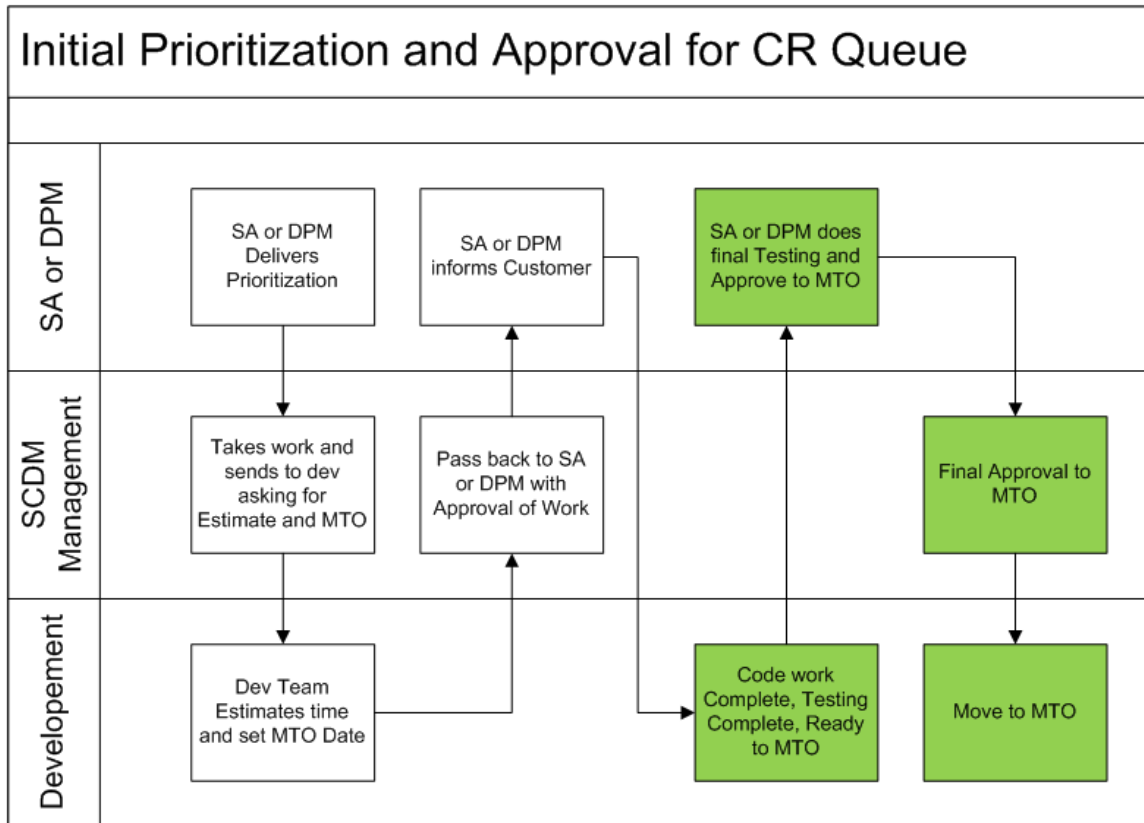 Initial Prioritization and Approval for CR Queue
SA or DPM
SA or DPM
Delivers
Prioritization
SA or DPM
informs Customer
SA or DPM does
final Testing and
Approve to MTO
SCDM
Management
Takes work and
sends to dev
asking for
Estimate and MTO
Pass back to SA
or DPM with
Approval of Work
Final Approval to
MTO
Developement
Dev Team
Estimates time
and set MTO Date
Code work
Complete, Testing
Complete, Ready
to MTO
Move to MTO